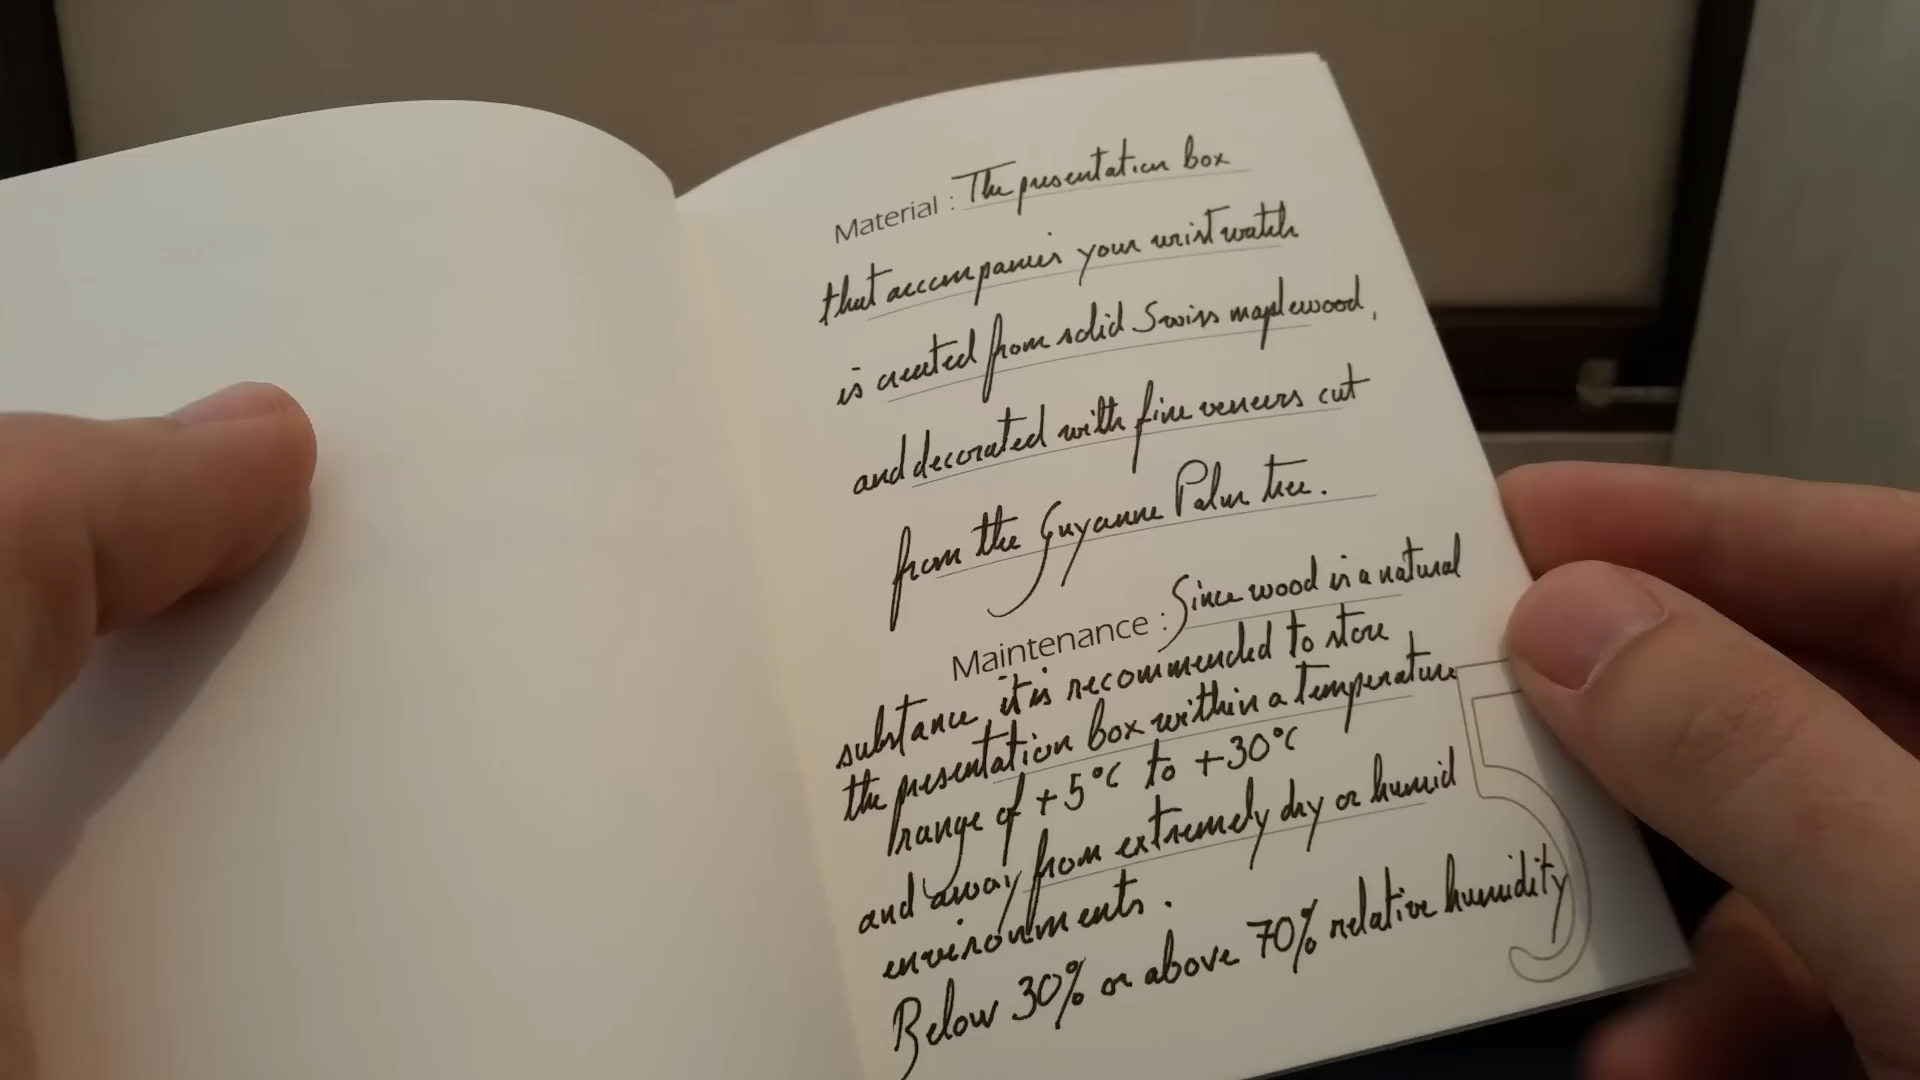 Material : The presentation box
that accompanies your wristwatch
is created from solid Swiss maplewood,
and decorated with fine veneers cut
from the Guyanne Palm tree.
Maintenance : Since wood is a natural
substance it is recommended to store
the presentation box within a temperature
range of +5°C to +30°C
and away from extremely dry or humid
environments.
Below 30% or above 70% relative humidity
5